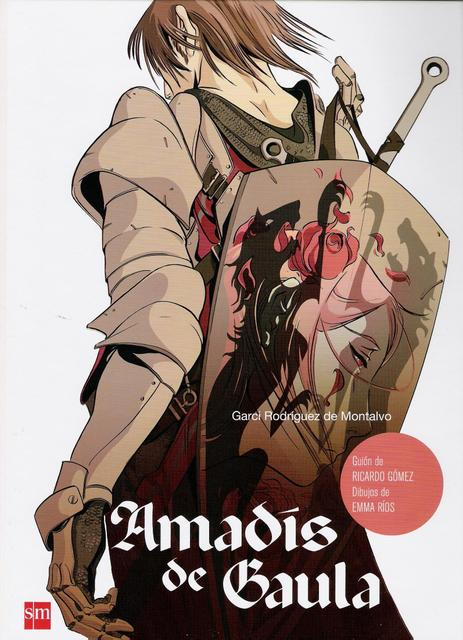 Garci Rodríguez de Montalvo
Guión de
RICARDO GÓMEZ
Dibujos de
EMMA RÍOS
Amadís
de Gaula
sm